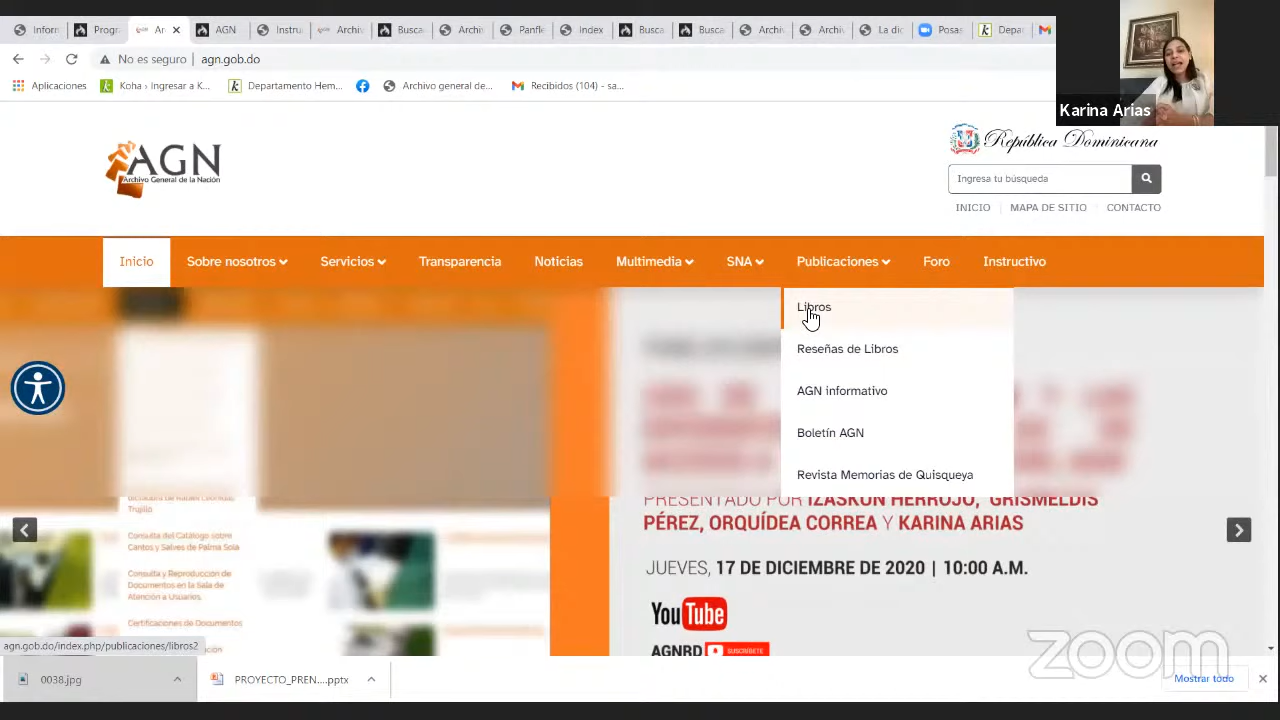 Inform
Progr
Ar
AGN
Instru
Arch
Busca
Archi
Panfle
Index
Busca
Busca
Archi
Archi
La dic
Posas
Depar
No es seguro | agn.gob.do
Aplicaciones
Koha › Ingresar a K...
Departamento Hem...
Archivo general de...
Recibidos (104) - sa...
Karina Arias
AGN
Archivo General de la Nación
República Dominicana
Ingresa tu búsqueda
INICIO | MAPA DE SITIO | CONTACTO
Inicio
Sobre nosotros
Servicios
Transparencia
Noticias
Multimedia
SNA
Publicaciones
Foro
Instructivo
Libros
Reseñas de Libros
AGN informativo
Boletín AGN
Revista Memorias de Quisqueya
Trujillo
Consulta del Catálogo sobre
Cantos y Salves de Palma Sola
Consulta y Reproducción de
Documentos en la Sala de
Atención a Usuarios.
Certificaciones de Documentos
PRESENTADO POR IZASKUN HERROJO, GRISMELDIS
PÉREZ, ORQUÍDEA CORREA Y KARINA ARIAS
JUEVES, 17 DE DICIEMBRE DE 2020 | 10:00 A.M.
YouTube
AGNRD SUSCRÍBETE
agn.gob.do/index.php/publicaciones/libros2
zoom
0038.jpg
PROYECTO_PREN....pptx
Mostrar todo